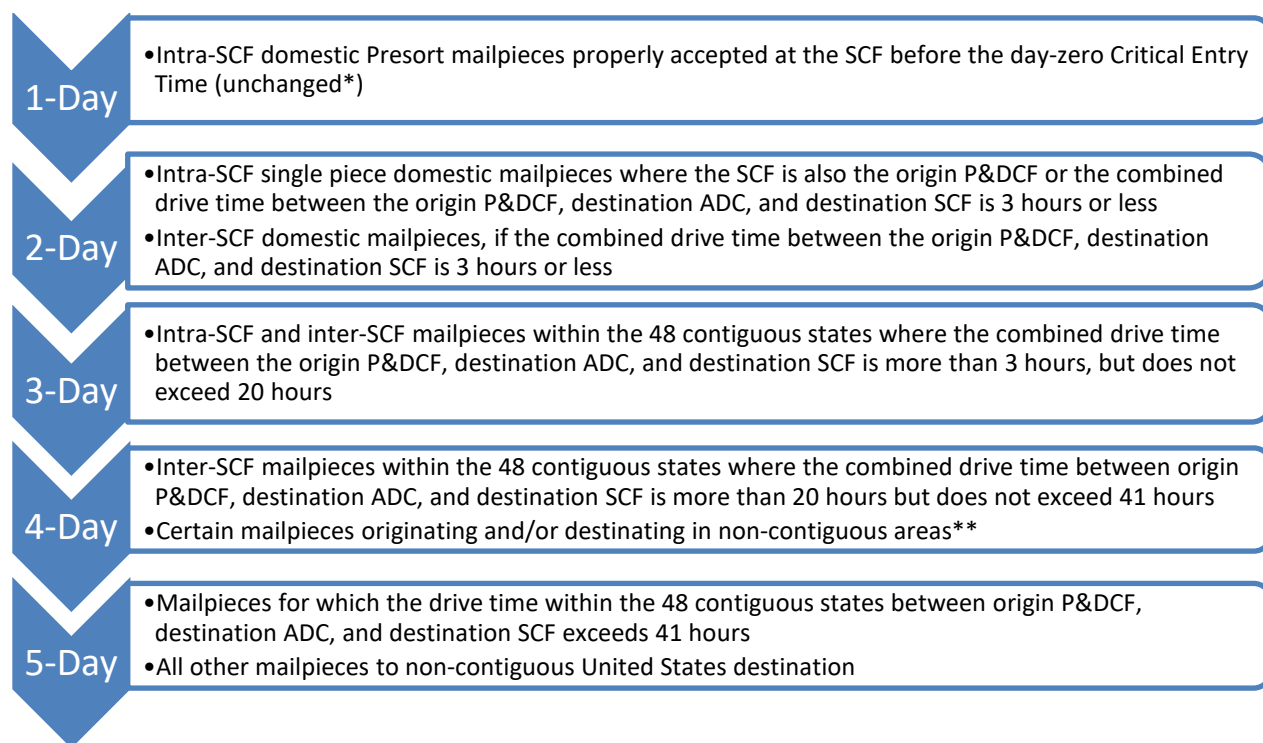 1-Day
•Intra-SCF domestic Presort mailpieces properly accepted at the SCF before the day-zero Critical Entry
Time (unchanged*)
2-Day
•Intra-SCF single piece domestic mailpieces where the SCF is also the origin P&DCF or the combined
drive time between the origin P&DCF, destination ADC, and destination SCF is 3 hours or less
•Inter-SCF domestic mailpieces, if the combined drive time between the origin P&DCF, destination
ADC, and destination SCF is 3 hours or less
3-Day
•Intra-SCF and inter-SCF mailpieces within the 48 contiguous states where the combined drive time
between the origin P&DCF, destination ADC, and destination SCF is more than 3 hours, but does not
exceed 20 hours
4-Day
•Inter-SCF mailpieces within the 48 contiguous states where the combined drive time between origin
P&DCF, destination ADC, and destination SCF is more than 20 hours but does not exceed 41 hours
•Certain mailpieces originating and/or destinating in non-contiguous areas**
5-Day
•Mailpieces for which the drive time within the 48 contiguous states between origin P&DCF,
destination ADC, and destination SCF exceeds 41 hours
•All other mailpieces to non-contiguous United States destination